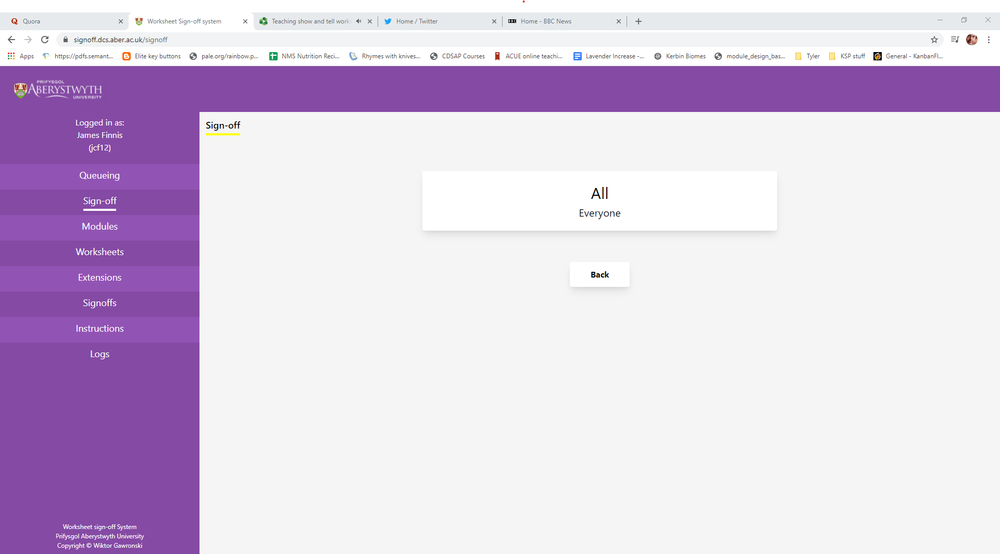 Quora
Worksheet Sign-off system
Teaching show and tell works
Home / Twitter
BBC
Home - BBC News
signoff.dcs.aber.ac.uk/signoff
Apps
https://pdfs.semant...
Elite key buttons
pale.org/rainbow.p...
NMS Nutrition Reci...
Rhymes with knives...
CDSAP Courses
ACUE online teachi...
Lavender Increase -...
Kerbin Biomes
module_design_bas...
Tyler
KSP stuff
General - KanbanFl...
PRIFYSGOL
ABERYSTWYTH
UNIVERSITY
Logged in as:
James Finnis
(jcf12)
Queueing
Sign-off
Modules
Worksheets
Extensions
Signoffs
Instructions
Logs
Worksheet sign-off System
Prifysgol Aberystwyth University
Copyright © Wiktor Gawronski
Sign-off
All
Everyone
Back